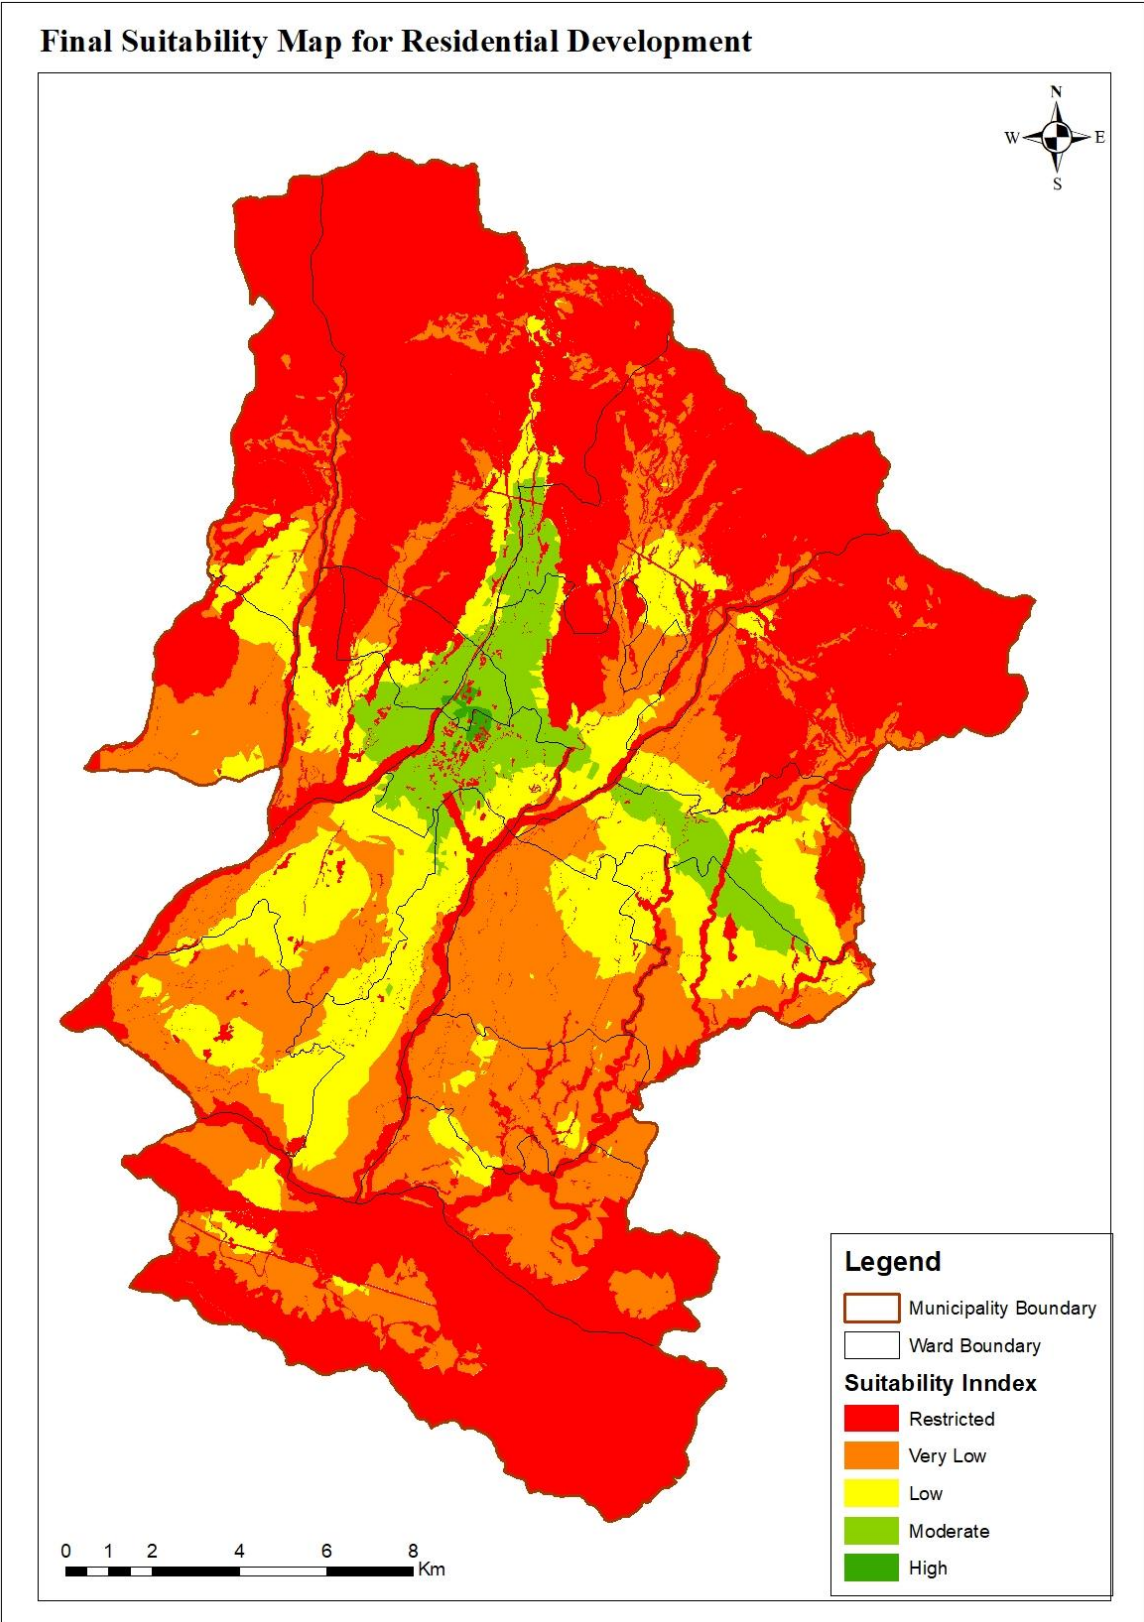 Final Suitability Map for Residential Development
N
W E
S
Legend
Municipality Boundary
Ward Boundary
Suitability Inndex
Restricted
Very Low
Low
Moderate
High
0 1 2 4 6 8
Km